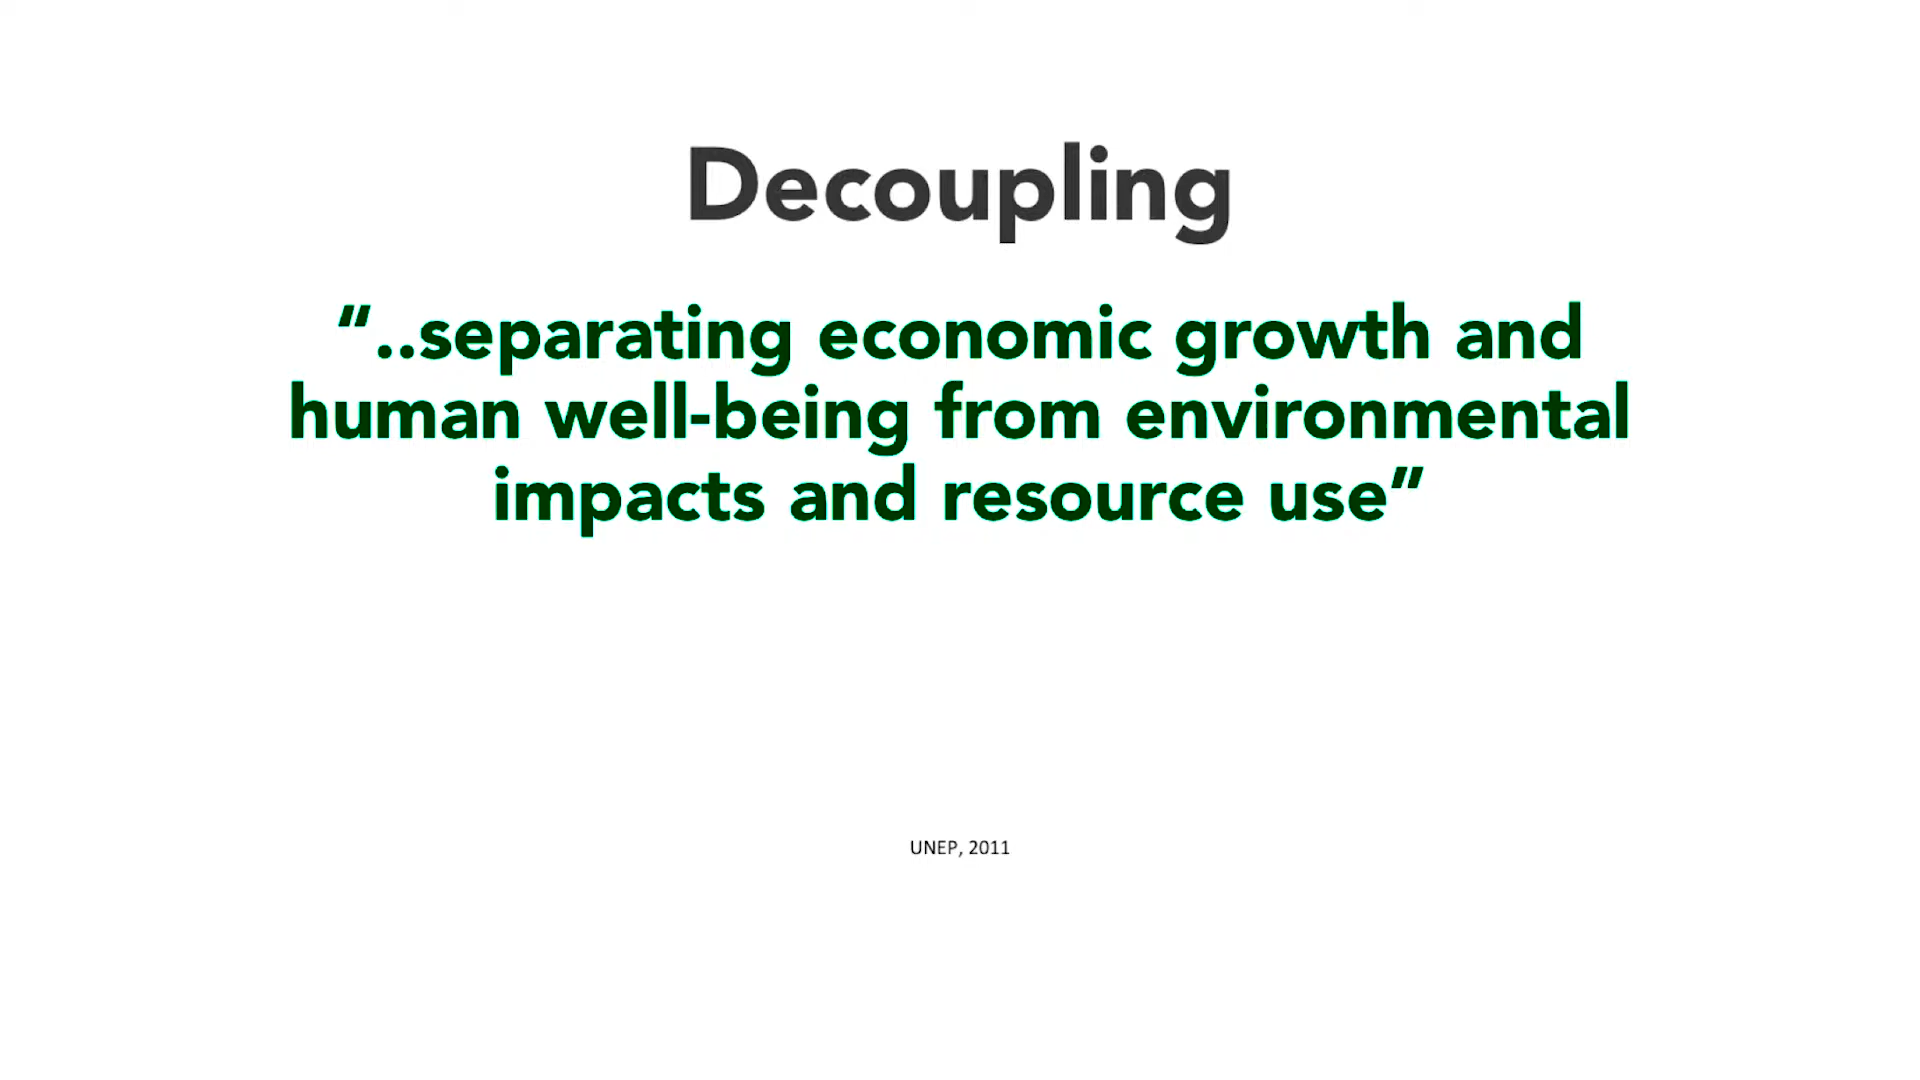 Decoupling
“..separating economic growth and
human well-being from environmental
impacts and resource use”
UNEP, 2011